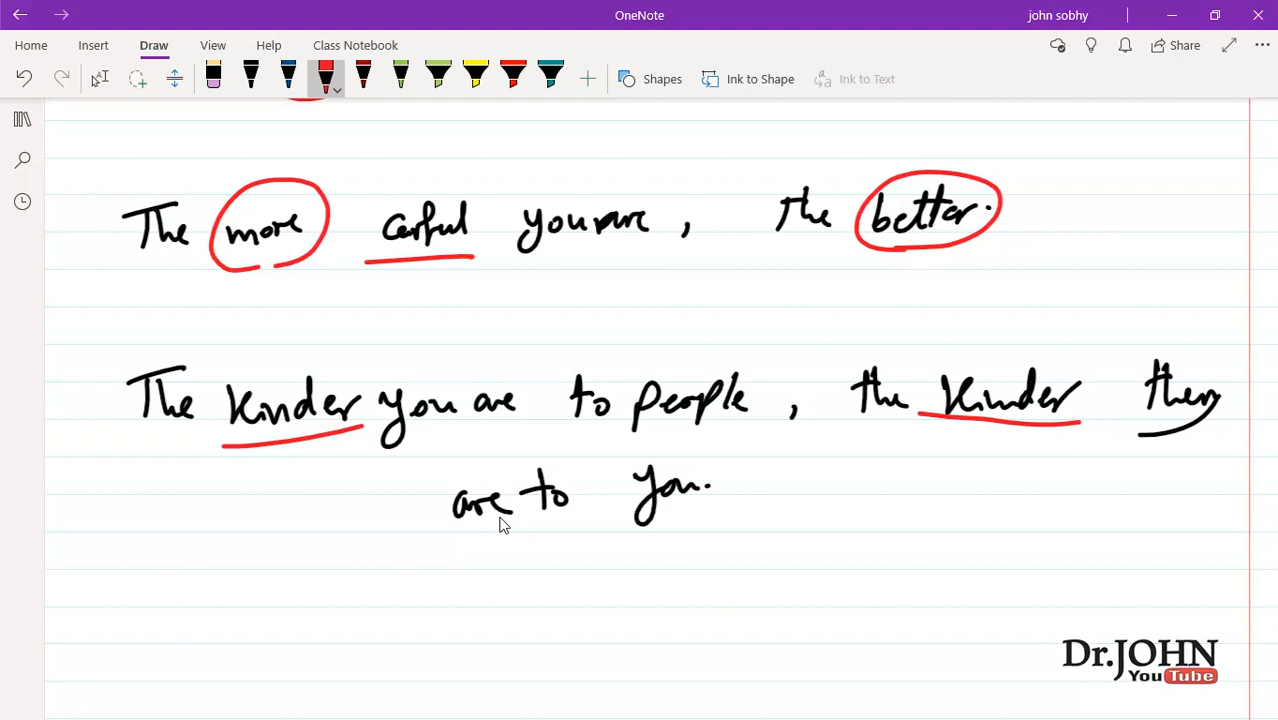 OneNote
john sobhy
Home Insert Draw View Help Class Notebook
Share
Shapes Ink to Shape Ink to Text
The more carful you are, the better.
The kinder you are to people, the kinder they
are to you.
Dr.JOHN
YouTube